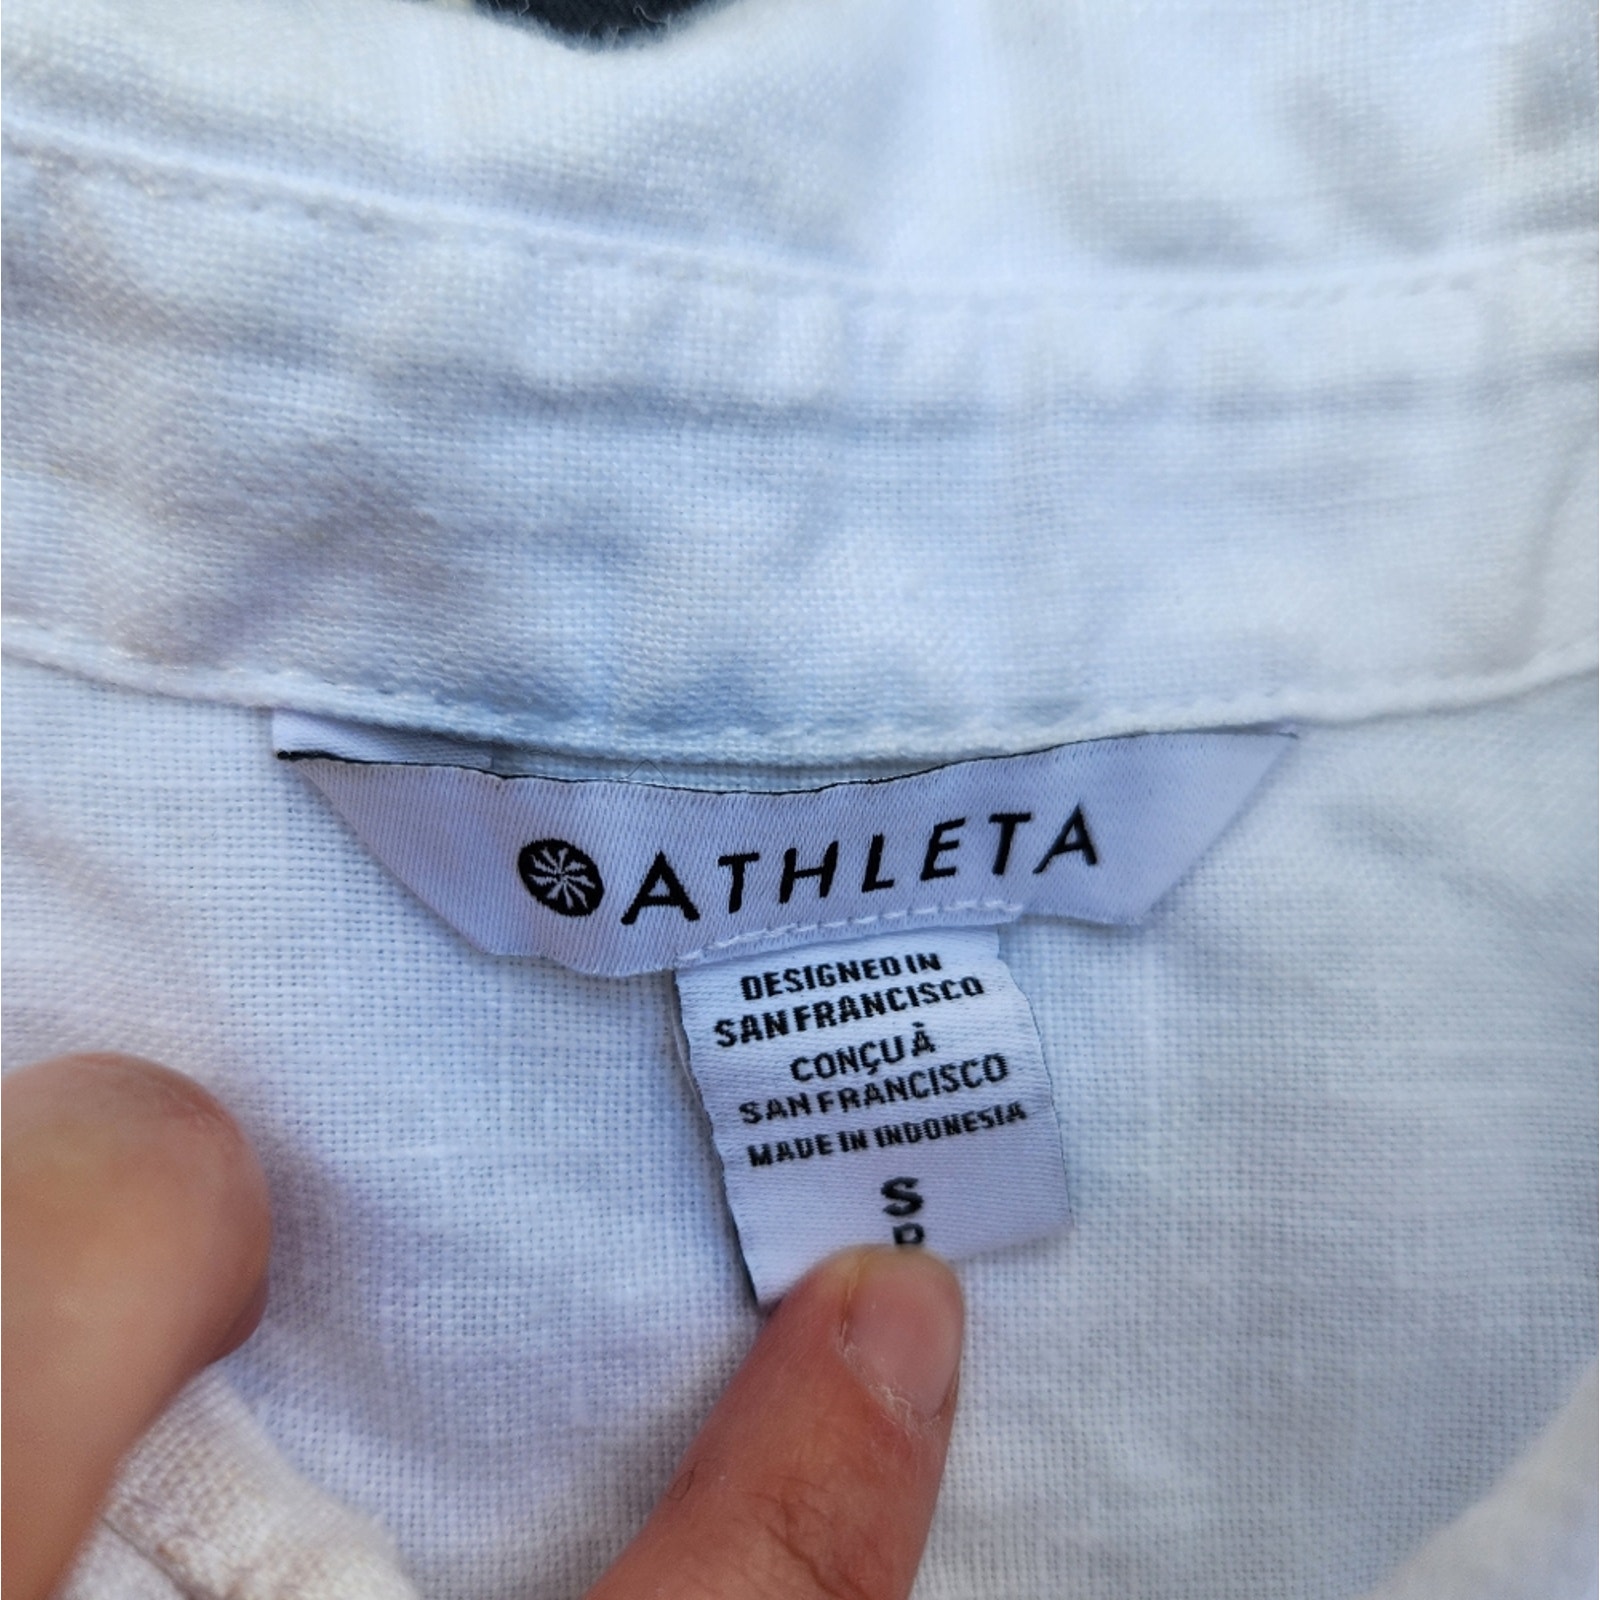 ATHLETA
DESIGNED IN
SAN FRANCISCO
CONÇU À
SAN FRANCISCO
MADE IN INDONESIA
S